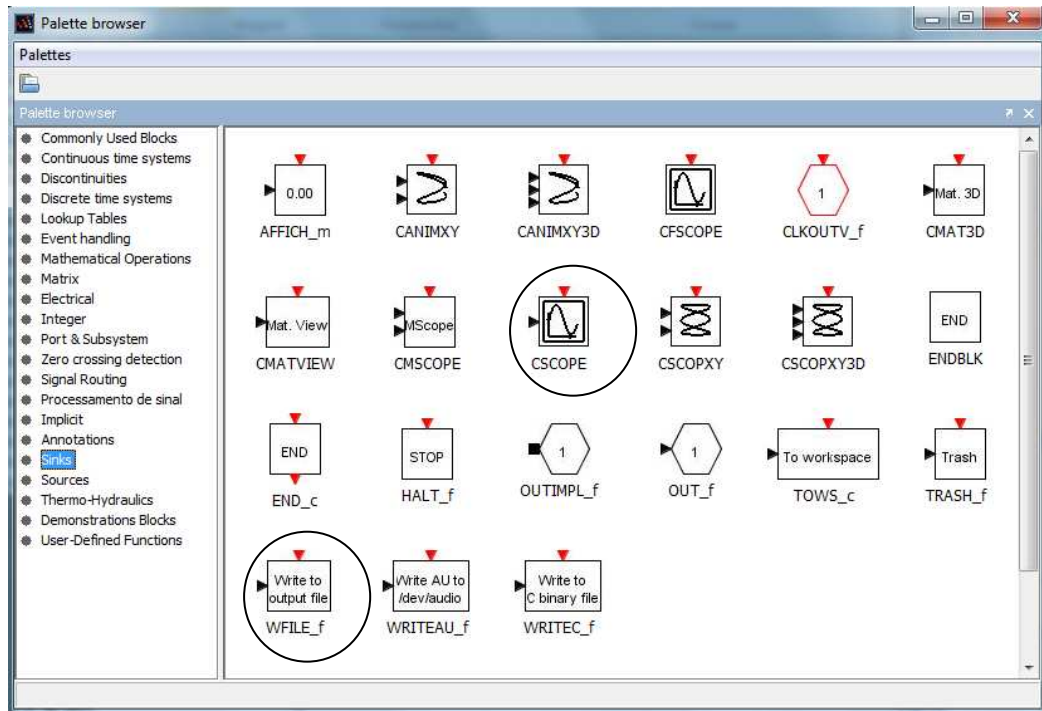 Palette browser
Palettes
Palette browser
Commonly Used Blocks
Continuous time systems
Discontinuities
Discrete time systems
Lookup Tables
Event handling
Mathematical Operations
Matrix
Electrical
Integer
Port & Subsystem
Zero crossing detection
Signal Routing
Processamento de sinal
Implicit
Annotations
Sinks
Sources
Thermo-Hydraulics
Demonstrations Blocks
User-Defined Functions
0.00
AFFICH_m
CANIMXY
CANIMXY3D
CFSCOPE
1
CLKOUTV_f
Mat. 3D
CMAT3D
Mat. View
CMATVIEW
MScope
CMSCOPE
CSCOPE
CSCOPXY
CSCOPXY3D
END
ENDBLK
END
END_c
STOP
HALT_f
1
OUTIMPL_f
1
OUT_f
To workspace
TOWS_c
Trash
TRASH_f
Write to
output file
WFILE_f
Write AU to
/dev/audio
WRITEAU_f
Write to
C binary file
WRITEC_f